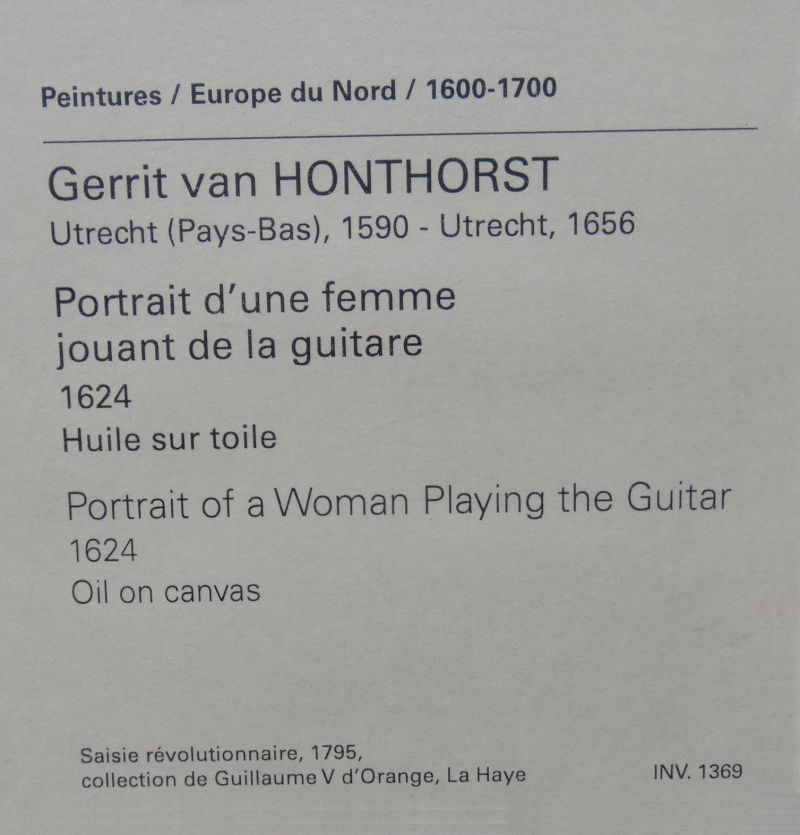 Peintures / Europe du Nord / 1600-1700
Gerrit van HONTHORST
Utrecht (Pays-Bas), 1590 - Utrecht, 1656
Portrait d'une femme
jouant de la guitare
1624
Huile sur toile
Portrait of a Woman Playing the Guitar
1624
Oil on canvas
Saisie révolutionnaire, 1795,
collection de Guillaume V d'Orange, La Haye
INV. 1369